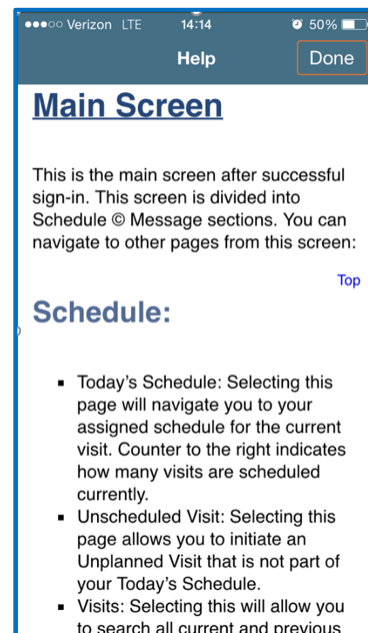 ●●●○○ Verizon LTE 14:14 50%
Help Done
Main Screen
This is the main screen after successful
sign-in. This screen is divided into
Schedule © Message sections. You can
navigate to other pages from this screen:
Top
Schedule:
▪ Today’s Schedule: Selecting this
page will navigate you to your
assigned schedule for the current
visit. Counter to the right indicates
how many visits are scheduled
currently.
▪ Unscheduled Visit: Selecting this
page allows you to initiate an
Unplanned Visit that is not part of
your Today’s Schedule.
▪ Visits: Selecting this will allow you
to search all current and previous